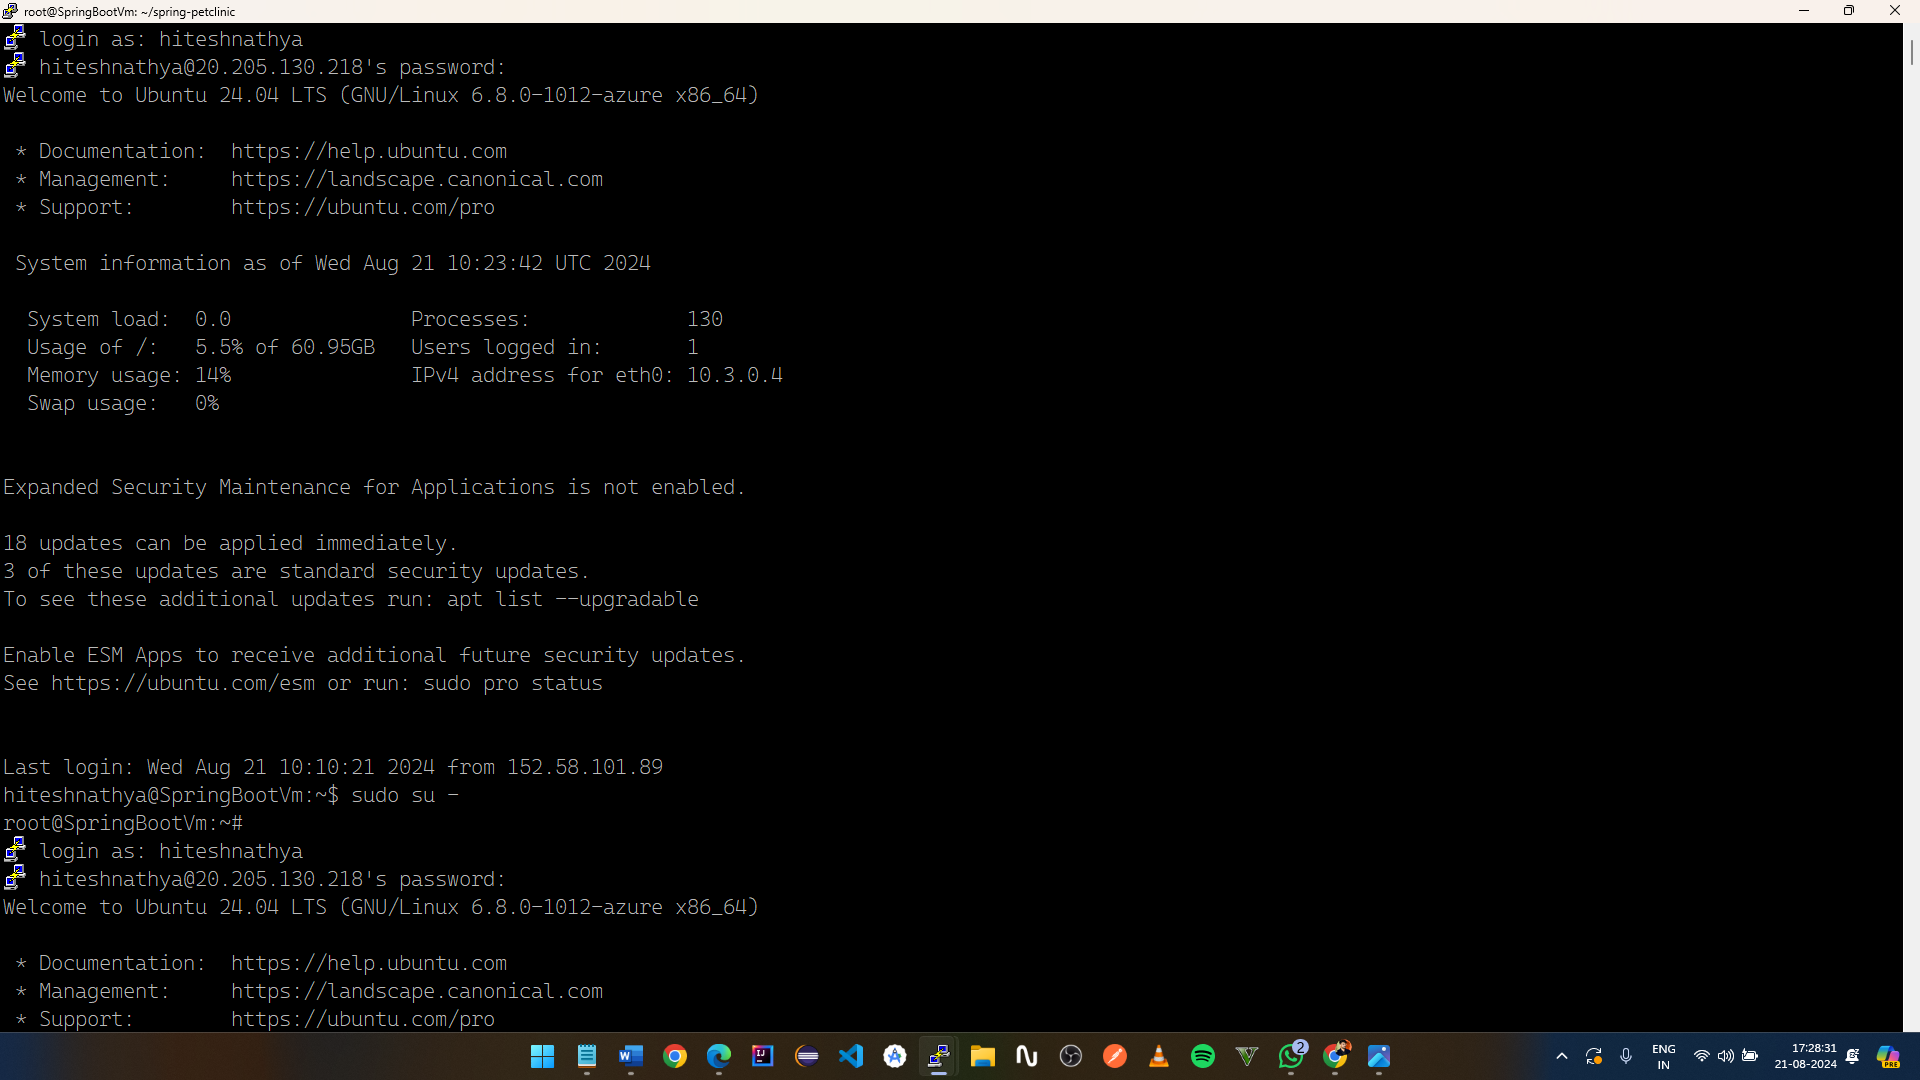 root@SpringBootVm: ~/spring-petclinic
login as: hiteshnathya
hiteshnathya@20.205.130.218's password:
Welcome to Ubuntu 24.04 LTS (GNU/Linux 6.8.0-1012-azure x86_64)
* Documentation:  https://help.ubuntu.com
* Management:     https://landscape.canonical.com
* Support:        https://ubuntu.com/pro
System information as of Wed Aug 21 10:23:42 UTC 2024
System load:  0.0               Processes:             130
Usage of /:   5.5% of 60.95GB   Users logged in:       1
Memory usage: 14%               IPv4 address for eth0: 10.3.0.4
Swap usage:   0%
Expanded Security Maintenance for Applications is not enabled.
18 updates can be applied immediately.
3 of these updates are standard security updates.
To see these additional updates run: apt list --upgradable
Enable ESM Apps to receive additional future security updates.
See https://ubuntu.com/esm or run: sudo pro status
Last login: Wed Aug 21 10:10:21 2024 from 152.58.101.89
hiteshnathya@SpringBootVm:~$ sudo su -
root@SpringBootVm:~#
login as: hiteshnathya
hiteshnathya@20.205.130.218's password:
Welcome to Ubuntu 24.04 LTS (GNU/Linux 6.8.0-1012-azure x86_64)
* Documentation:  https://help.ubuntu.com
* Management:     https://landscape.canonical.com
* Support:        https://ubuntu.com/pro
2
ENG
IN
17:28:31
21-08-2024
PRE